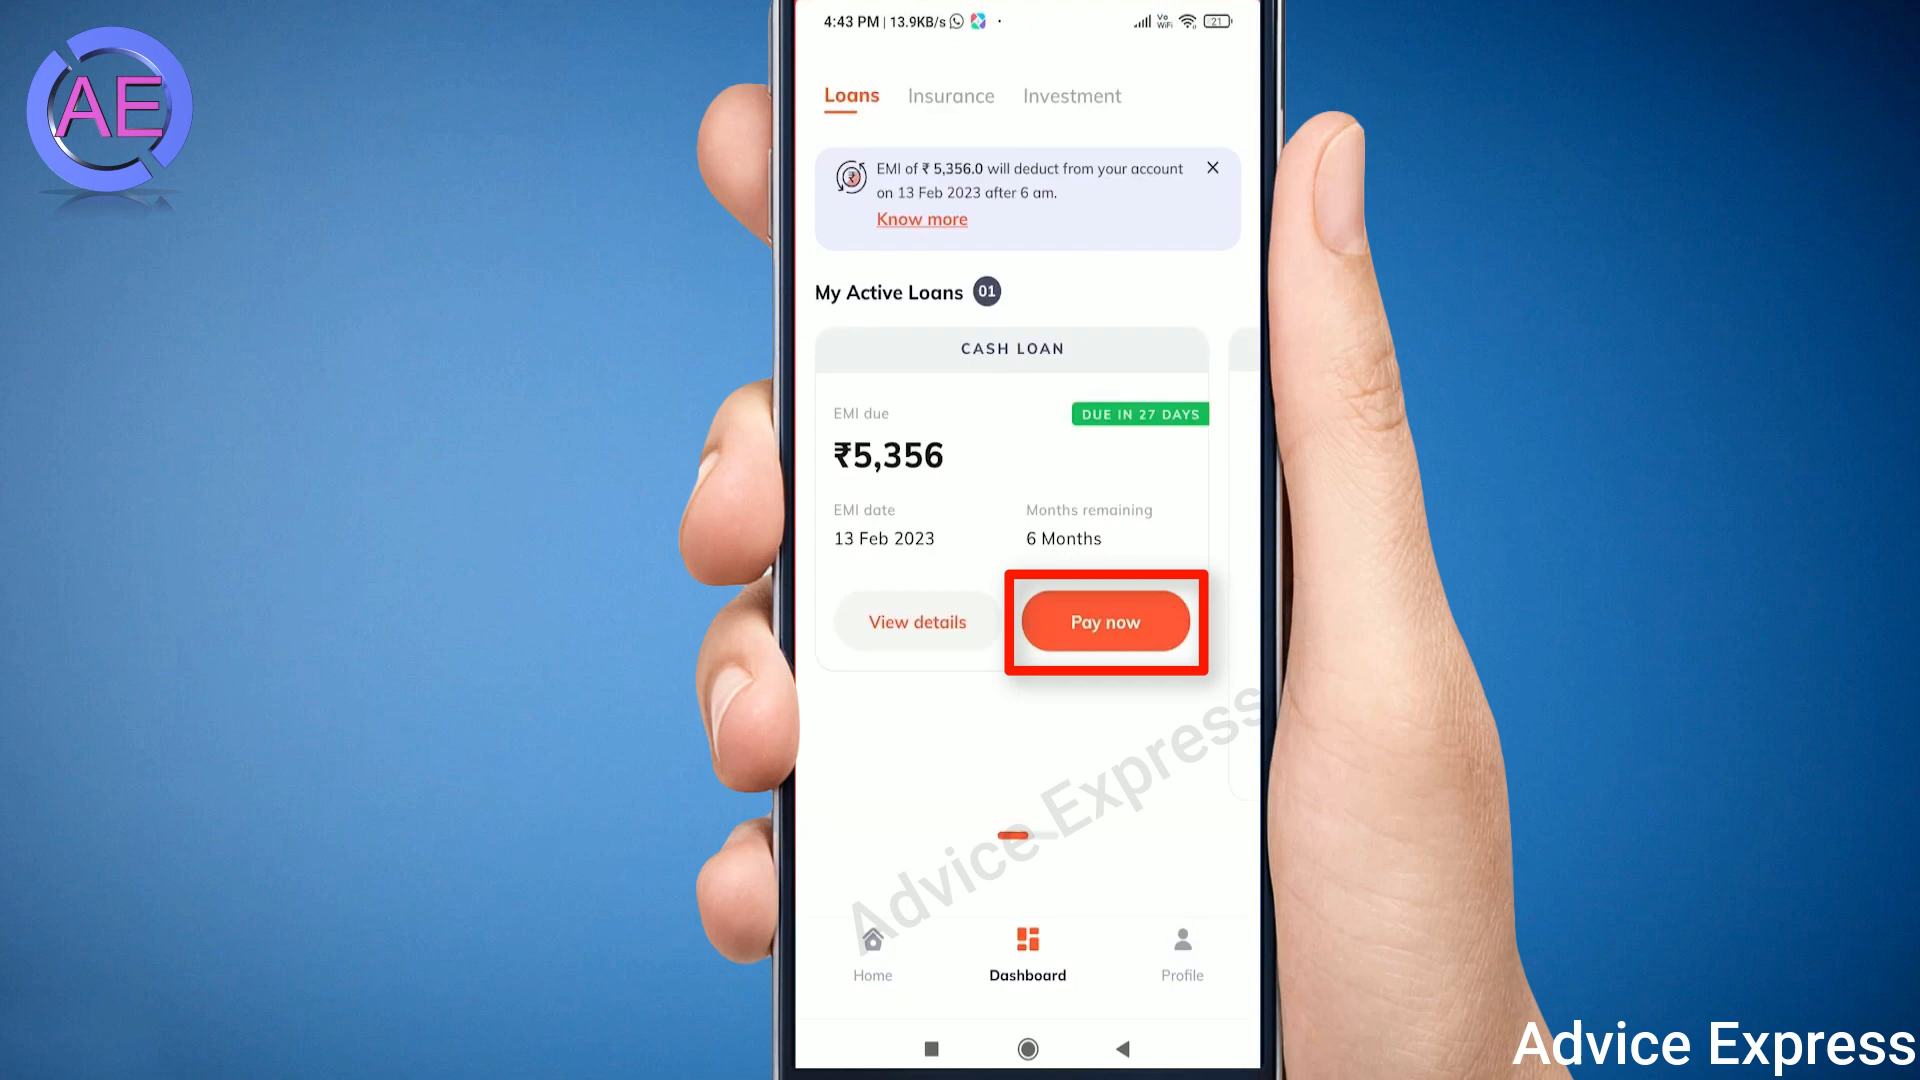 AE
4:43 PM | 13.9KB/s
Vo
WiFi
21
Loans Insurance Investment
EMI of ₹ 5,356.0 will deduct from your account
on 13 Feb 2023 after 6 am.
Know more
My Active Loans 01
CASH LOAN
EMI due
DUE IN 27 DAYS
₹5,356
EMI date Months remaining
13 Feb 2023 6 Months
View details Pay now
Advice Express
Home Dashboard Profile
Advice Express